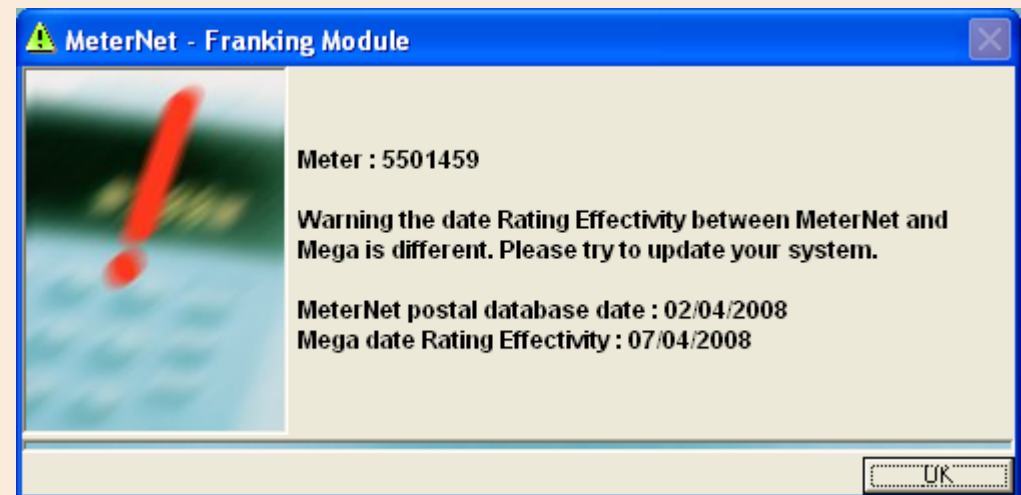 MeterNet - Franking Module
Meter : 5501459
Warning the date Rating Effectivity between MeterNet and
Mega is different. Please try to update your system.
MeterNet postal database date : 02/04/2008
Mega date Rating Effectivity : 07/04/2008
OK